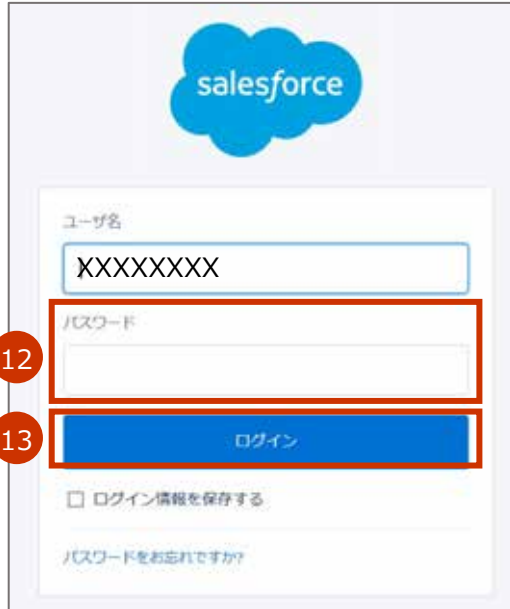 salesforce
ユーザ名
XXXXXXXX
パスワード
12
13
ログイン
ログイン情報を保存する
パスワードをお忘れですか?